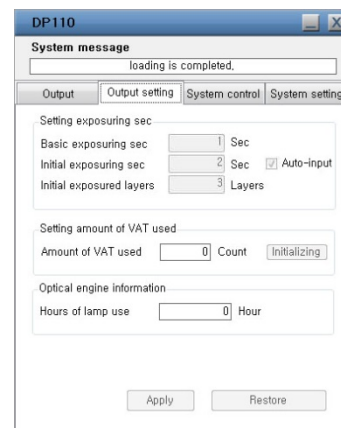 DP110
System message
loading is completed,
Output Output setting System control System setting
Setting exposuring sec
Basic exposuring sec 1 Sec
Initial exposuring sec 2 Sec Auto-input
Initial exposured layers 3 Layers
Setting amount of VAT used
Amount of VAT used 0 Count Initializing
Optical engine information
Hours of lamp use 0 Hour
Apply Restore